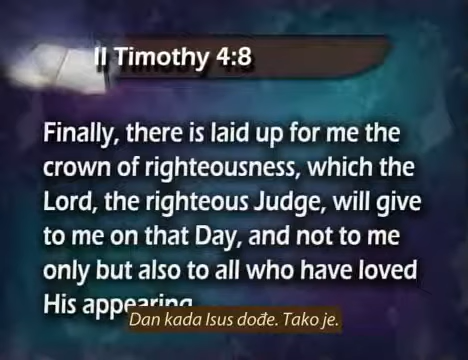 II Timothy 4:8
Finally, there is laid up for me the
crown of righteousness, which the
Lord, the righteous Judge, will give
to me on that Day, and not to me
only but also to all who have loved
His appearing
Dan kada Isus dođe. Tako je.